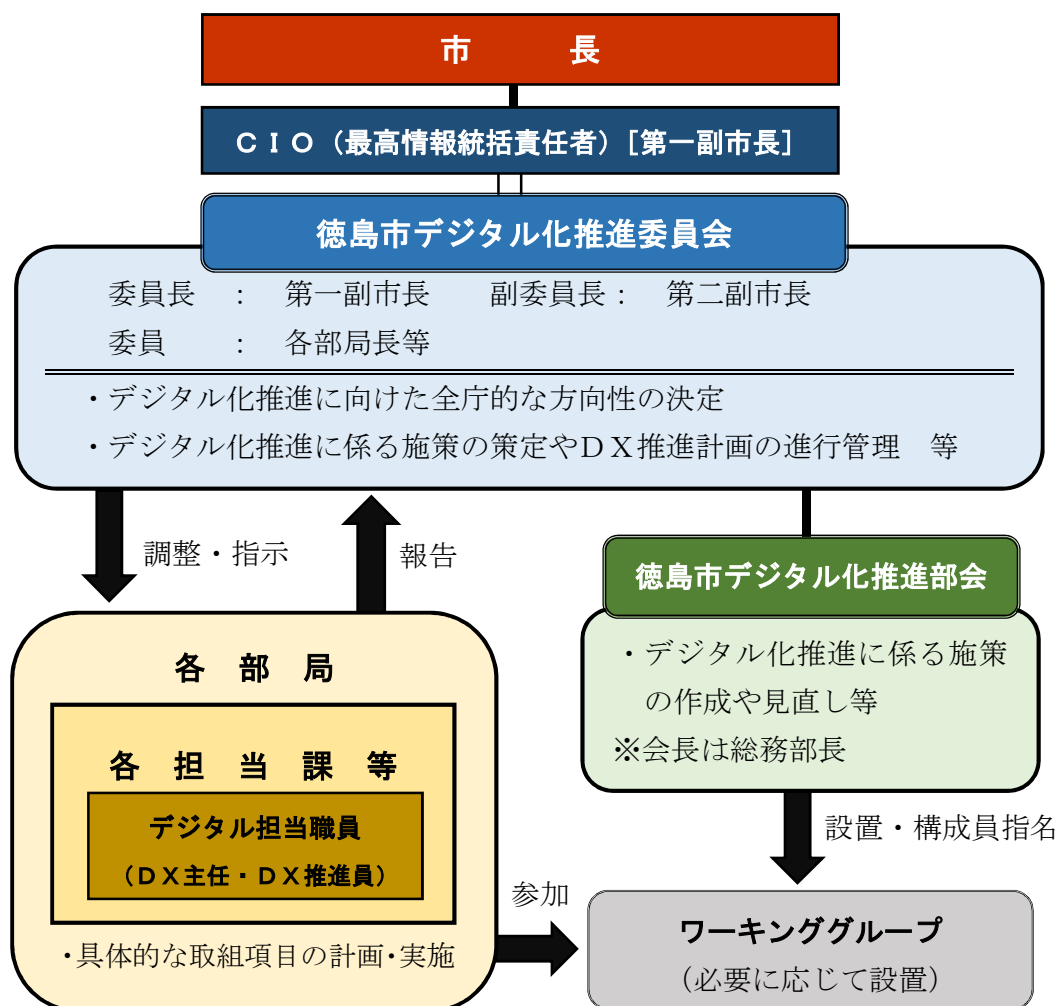 市　　長
ＣＩＯ（最高情報統括責任者）［第一副市長］
徳島市デジタル化推進委員会
委員長　：　第一副市長　　副委員長：　第二副市長
委員　　：　各部局長等
・デジタル化推進に向けた全庁的な方向性の決定
・デジタル化推進に係る施策の策定やＤＸ推進計画の進行管理　等
調整・指示
報告
徳島市デジタル化推進部会
・デジタル化推進に係る施策
の作成や見直し等
※会長は総務部長
各　部　局
各　担　当　課　等
デジタル担当職員
（ＤＸ主任・ＤＸ推進員）
・具体的な取組項目の計画・実施
設置・構成員指名
参加
ワーキンググループ
（必要に応じて設置）